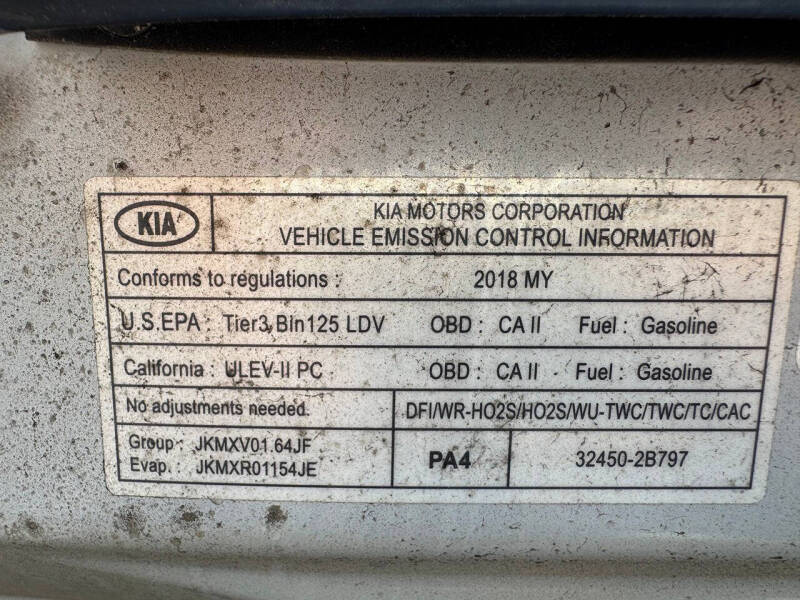 KIA
KIA MOTORS CORPORATION
VEHICLE EMISSION CONTROL INFORMATION
Conforms to regulations : 2018 MY
U.S.EPA : Tier3 Bin125 LDV OBD : CA II Fuel : Gasoline
California : ULEV-II PC OBD : CA II Fuel : Gasoline
No adjustments needed. DFI/WR-HO2S/HO2S/WU-TWC/TWC/TC/CAC
Group : JKMXV01.64JF
Evap. : JKMXR01154JE
PA4 32450-2B797